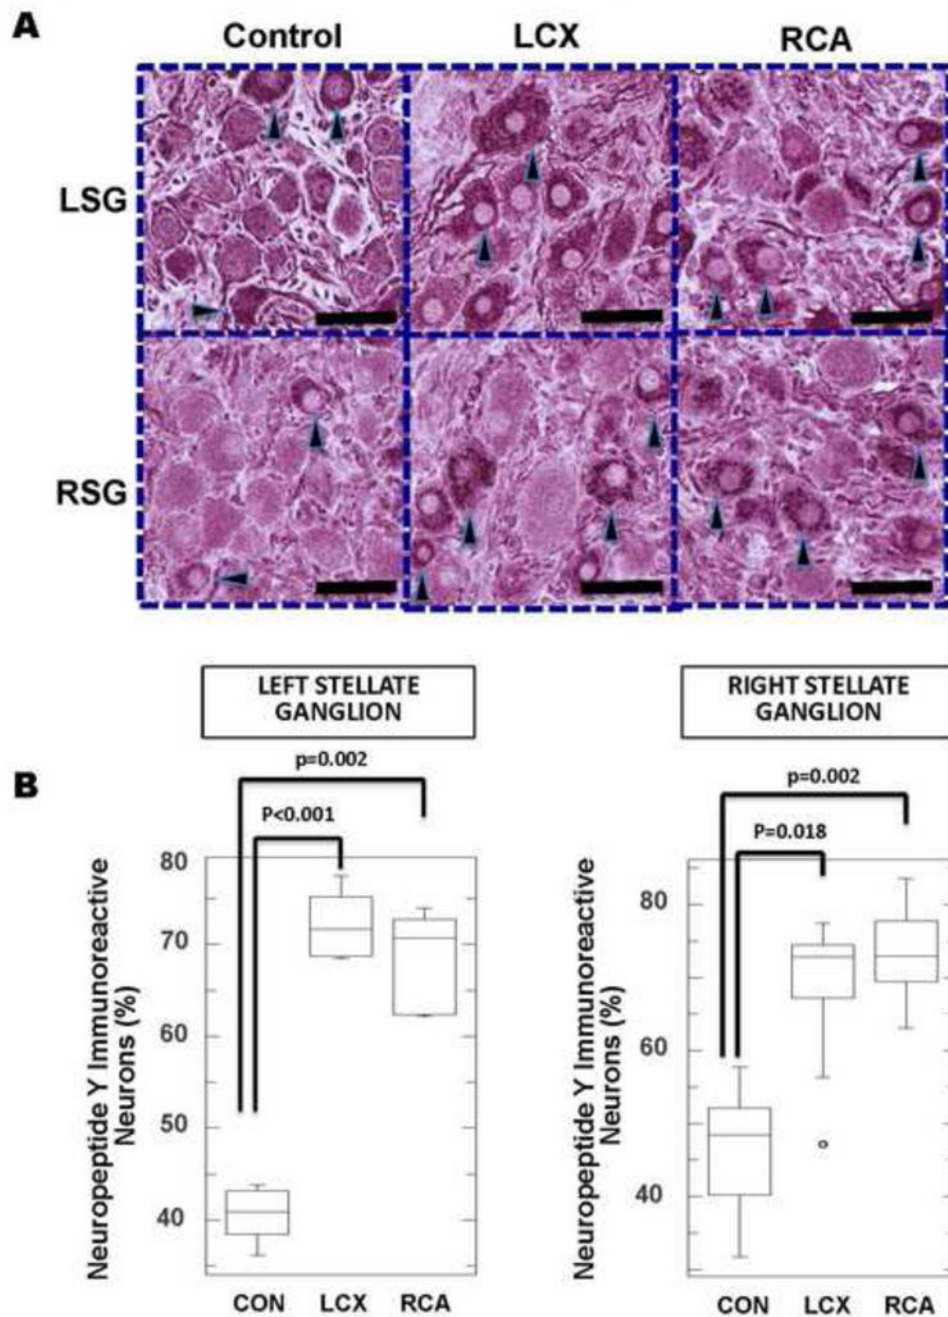 A
Control
LCX
RCA
LSG
RSG
LEFT STELLATE
GANGLION
RIGHT STELLATE
GANGLION
B
p=0.002
P<0.001
Neuropeptide Y Immunoreactive
Neurons (%)
80
70
60
50
40
CON
LCX
RCA
p=0.002
P=0.018
Neuropeptide Y Immunoreactive
Neurons (%)
80
60
40
CON
LCX
RCA